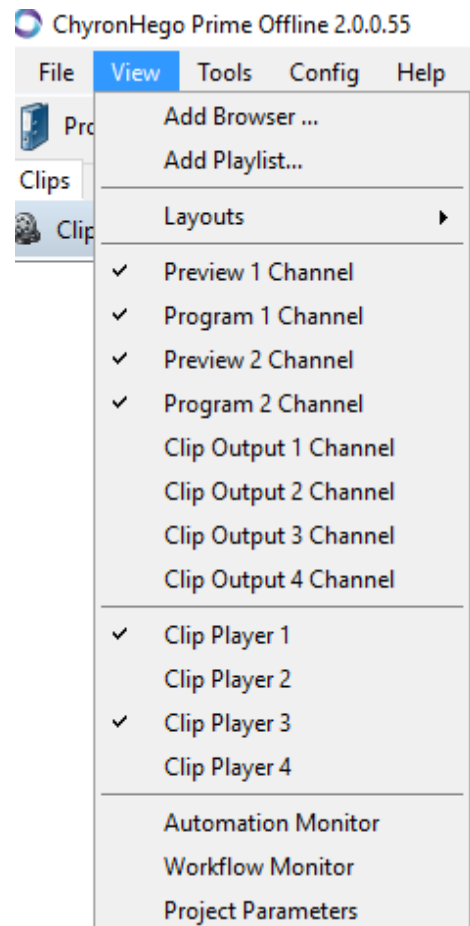 ChyronHego Prime Offline 2.0.0.55
File View Tools Config Help
Add Browser ...
Add Playlist...
Clips
Layouts
Clip
Preview 1 Channel
Program 1 Channel
Preview 2 Channel
Program 2 Channel
Clip Output 1 Channel
Clip Output 2 Channel
Clip Output 3 Channel
Clip Output 4 Channel
Clip Player 1
Clip Player 2
Clip Player 3
Clip Player 4
Automation Monitor
Workflow Monitor
Project Parameters